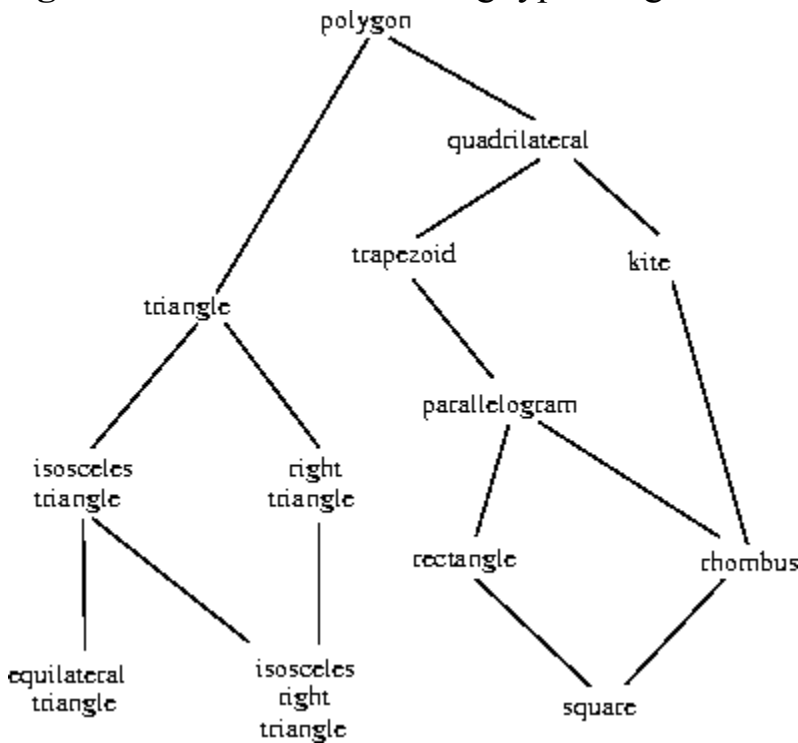 polygon
quadrilateral
trapezoid
kite
triangle
parallelogram
isosceles
triangle
right
triangle
rectangle
rhombus
equilateral
triangle
isosceles
right
triangle
square